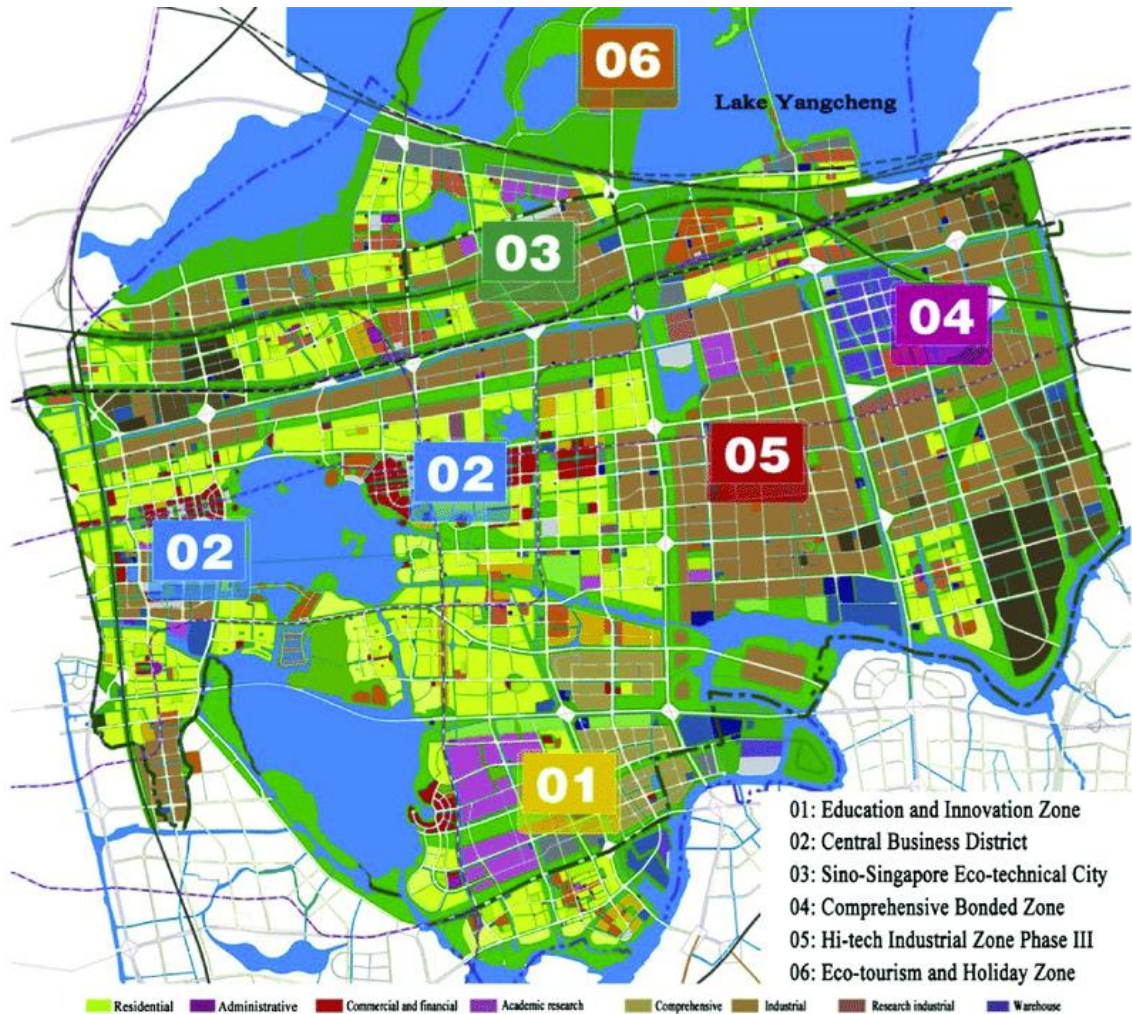 06
Lake Yangcheng
03
04
02
05
02
01
01: Education and Innovation Zone
02: Central Business District
03: Sino-Singapore Eco-technical City
04: Comprehensive Bonded Zone
05: Hi-tech Industrial Zone Phase III
06: Eco-tourism and Holiday Zone
Residential Administrative Commercial and financial Academic research Comprehensive Industrial Research industrial Warehouse